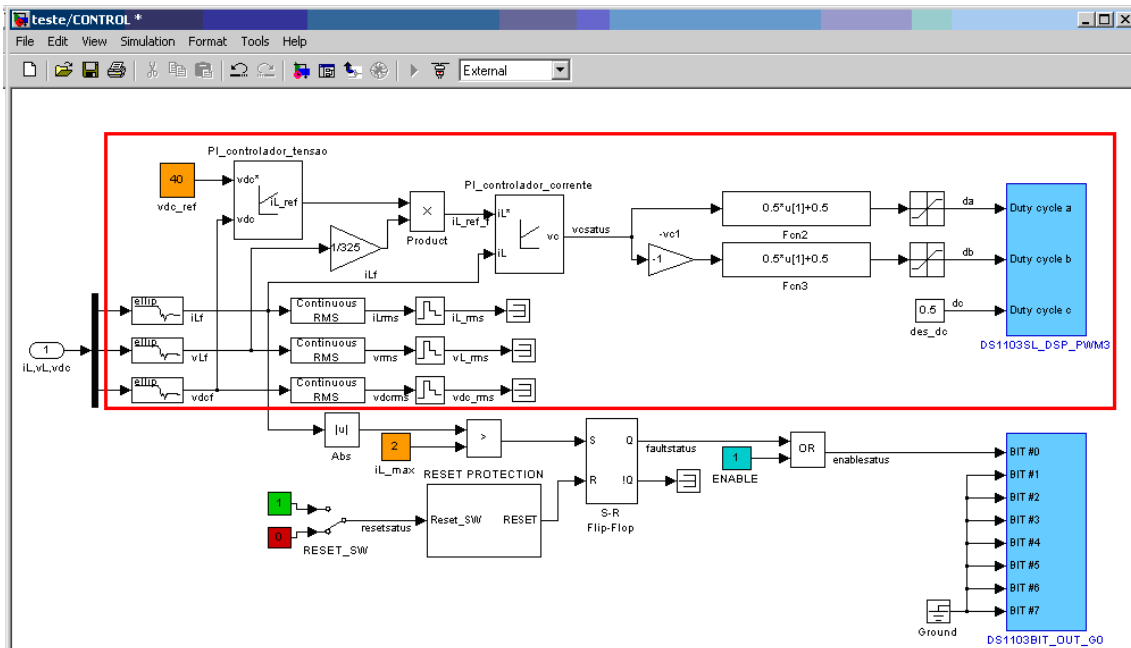 teste/CONTROL *
File Edit View Simulation Format Tools Help
External
PI_controlador_tensao
40
vdc_ref
vdc*
vdc
iL_ref
1/325
iLf
×
Product
iL_ref_f
PI_controlador_corrente
iL*
iL
vc
vcsatus
-vc1
-1
0.5*u[1]+0.5
Fcn2
0.5*u[1]+0.5
Fcn3
da
db
0.5
dc
des_dc
Duty cycle a
Duty cycle b
Duty cycle c
DS1103SL_DSP_PWM3
1
iL,vL,vdc
ellip
iLf
Continuous
RMS
iLrms
iL_rms
ellip
vLf
Continuous
RMS
vrms
vL_rms
ellip
vdcf
Continuous
RMS
vdcrms
vdc_rms
|u|
Abs
2
iL_max
>
RESET PROTECTION
Reset_SW
RESET
1
0
RESET_SW
resetsatus
S
Q
R
!Q
S-R
Flip-Flop
faultstatus
1
ENABLE
OR
enablesatus
BIT #0
BIT #1
BIT #2
BIT #3
BIT #4
BIT #5
BIT #6
BIT #7
Ground
DS1103BIT_OUT_G0